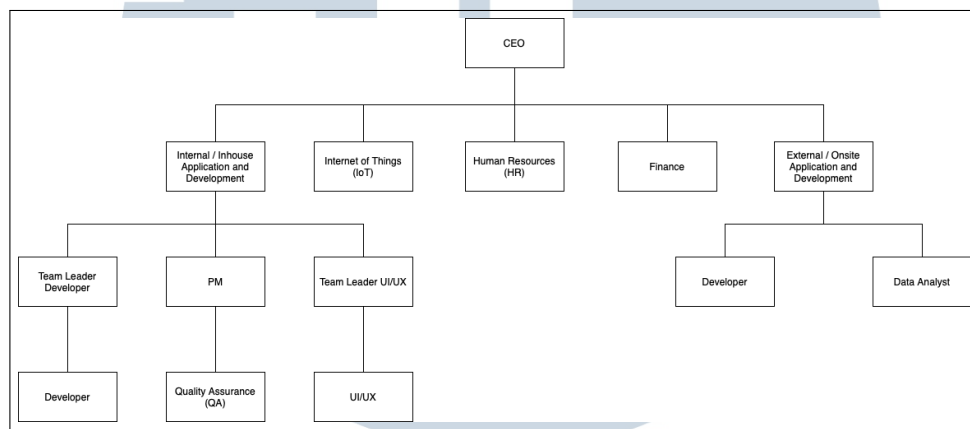 CEO
Internal / Inhouse
Application and
Development
Internet of Things
(IoT)
Human Resources
(HR)
Finance
External / Onsite
Application and
Development
Team Leader
Developer
PM
Team Leader UI/UX
Developer
Data Analyst
Developer
Quality Assurance
(QA)
UI/UX